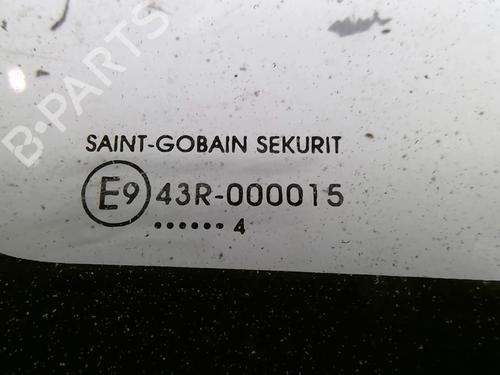 B-PARTS
SAINT-GOBAIN SEKURIT
E9 43R-000015
...... 4